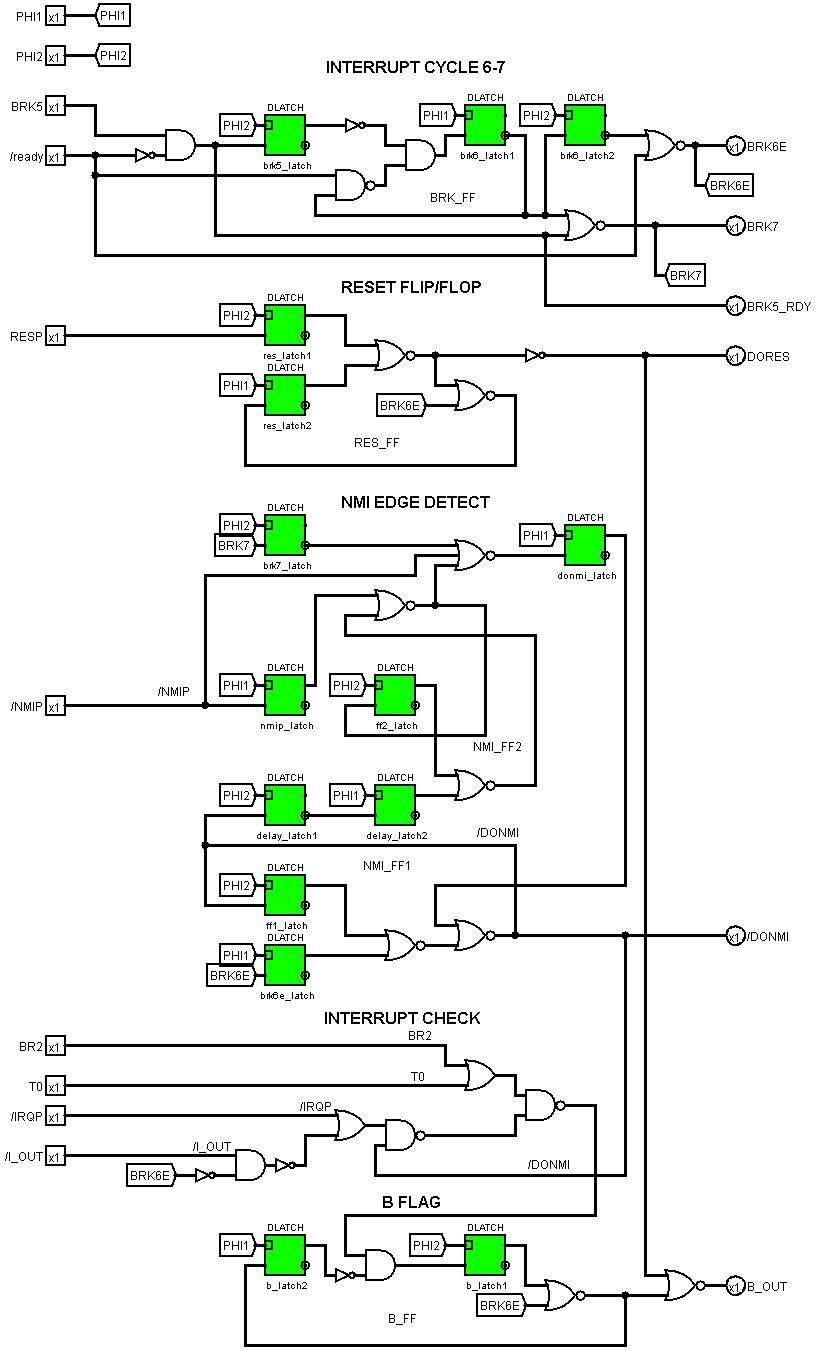 PHI1 x1 PHI1
PHI2 x1 PHI2
INTERRUPT CYCLE 6-7
BRK5 x1
DLATCH
PHI2
brk5_latch
PHI1
DLATCH
brk6_latch1
PHI2
DLATCH
brk6_latch2
x1 BRK6E
/ready x1
BRK6E
BRK_FF
x1 BRK7
BRK7
x1 BRK5_RDY
RESET FLIP/FLOP
DLATCH
PHI2
RESP x1
res_latch1
x1 DORES
DLATCH
PHI1
res_latch2
BRK6E
RES_FF
NMI EDGE DETECT
DLATCH
PHI2
BRK7
brk7_latch
DLATCH
PHI1
donmi_latch
DLATCH
PHI1
nmip_latch
DLATCH
PHI2
ff2_latch
/NMIP x1
/NMIP
NMI_FF2
DLATCH
PHI2
delay_latch1
DLATCH
PHI1
delay_latch2
/DONMI
NMI_FF1
DLATCH
PHI2
ff1_latch
x1 /DONMI
DLATCH
PHI1
BRK6E
brk6e_latch
INTERRUPT CHECK
BR2 x1
BR2
T0 x1
T0
/IRQP x1
/IRQP
/I_OUT x1
/I_OUT
BRK6E
/DONMI
B FLAG
DLATCH
PHI1
b_latch2
DLATCH
PHI2
b_latch1
BRK6E
x1 B_OUT
B_FF